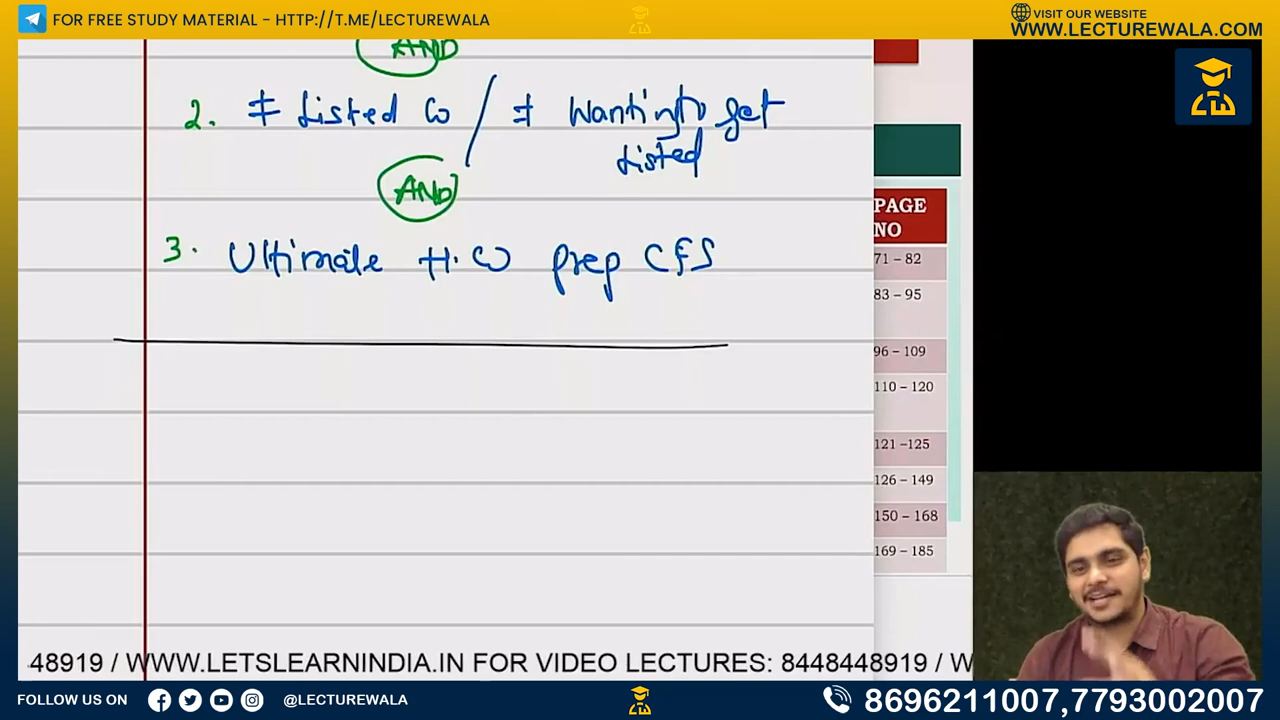 FOR FREE STUDY MATERIAL - HTTP://T.ME/LECTUREWALA
VISIT OUR WEBSITE
WWW.LECTUREWALA.COM
AND
2. ≠ Listed Co / ≠ Wanting to get
Listed
AND
3. Ultimate H.Co prep CFS
PAGE
NO
71 – 82
83 – 95
96 – 109
110 – 120
121 –125
126 – 149
150 – 168
169 – 185
48919 / WWW.LETSLEARNINDIA.IN FOR VIDEO LECTURES: 8448448919 / W
FOLLOW US ON
@LECTUREWALA
8696211007,7793002007